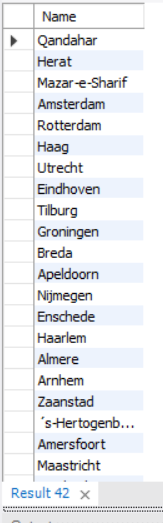 Name
Qandahar
Herat
Mazar-e-Sharif
Amsterdam
Rotterdam
Haag
Utrecht
Eindhoven
Tilburg
Groningen
Breda
Apeldoorn
Nijmegen
Enschede
Haarlem
Almere
Arnhem
Zaanstad
´s-Hertogenb...
Amersfoort
Maastricht
Result 42 ×